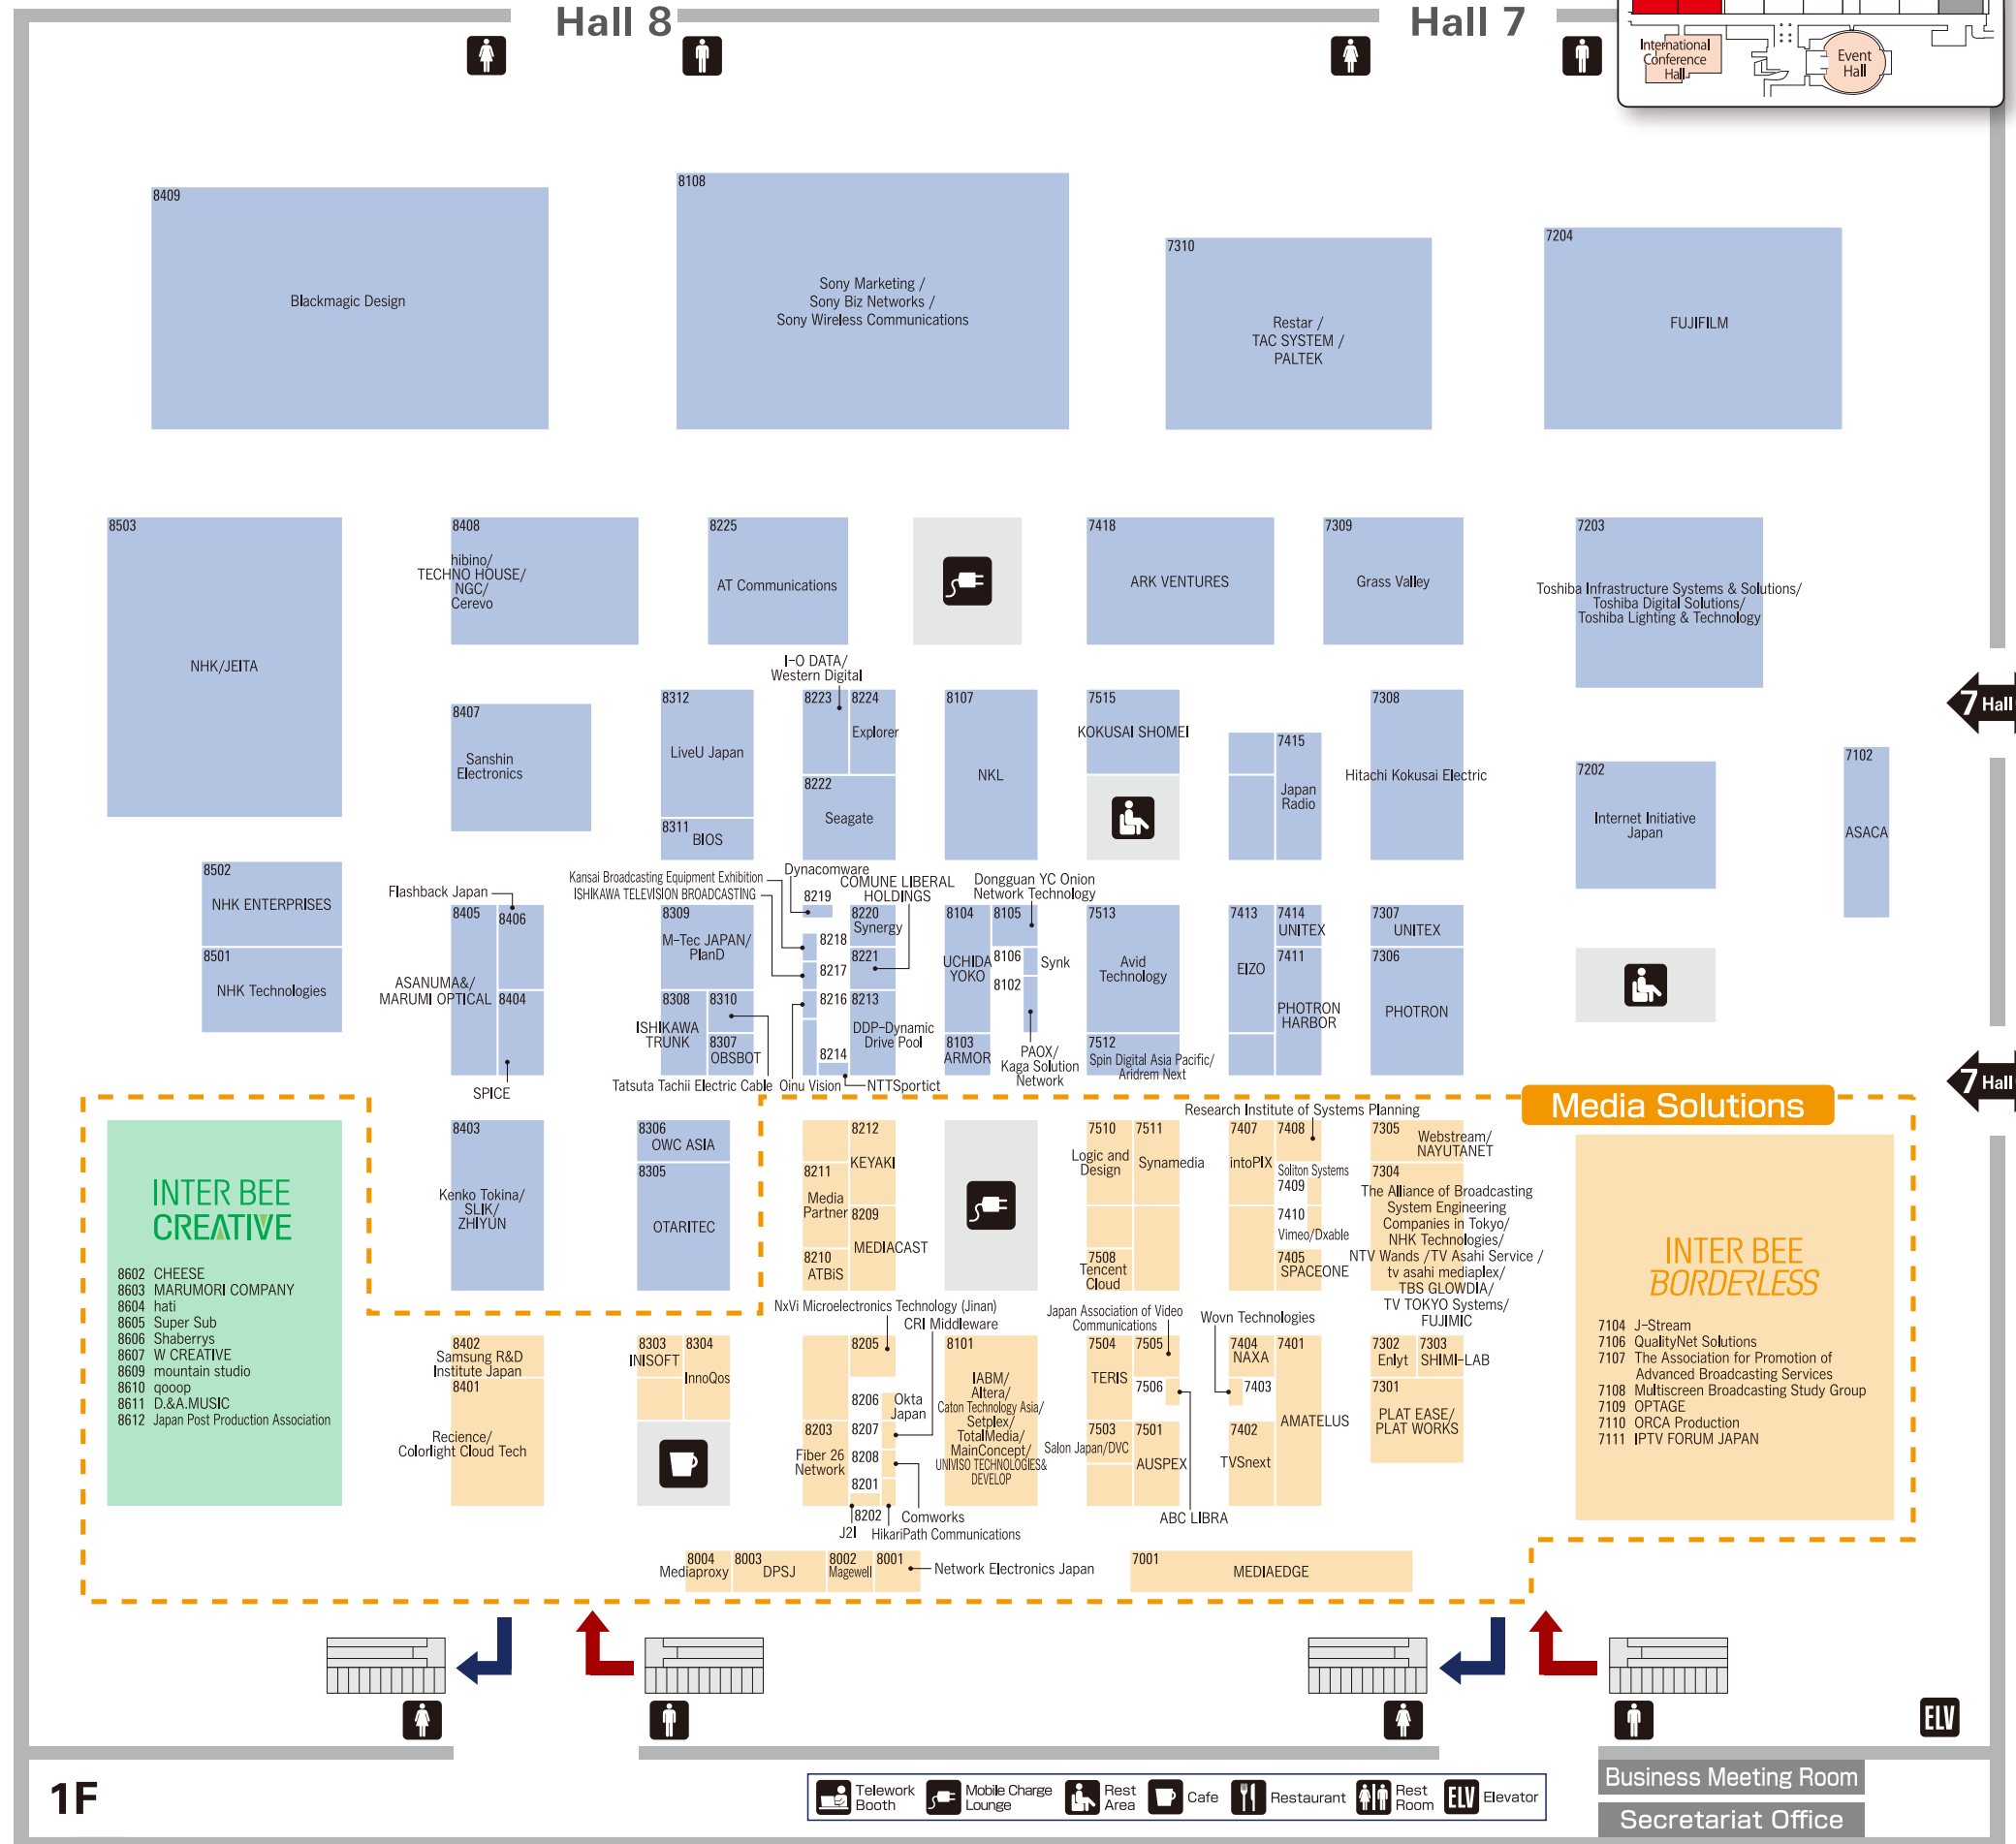 Hall 8
Hall 7
International
Conference
Hall
Event
Hall
8409
Blackmagic Design
8108
Sony Marketing /
Sony Biz Networks /
Sony Wireless Communications
7310
Restar /
TAC SYSTEM /
PALTEK
7204
FUJIFILM
8503
NHK/JEITA
8408
hibino/
TECHNO HOUSE/
NGC/
Cerevo
8225
AT Communications
7418
ARK VENTURES
7309
Grass Valley
7203
Toshiba Infrastructure Systems & Solutions/
Toshiba Digital Solutions/
Toshiba Lighting & Technology
7 Hall
8407
Sanshin
Electronics
8312
LiveU Japan
8311
BIOS
I-O DATA/
Western Digital
8223
8224
Explorer
8222
Seagate
8107
NKL
7515
KOKUSAI SHOMEI
7415
Japan
Radio
7308
Hitachi Kokusai Electric
7202
Internet Initiative
Japan
7102
ASACA
8502
NHK ENTERPRISES
8501
NHK Technologies
Flashback Japan
8405
8406
ASANUMA&/
MARUMI OPTICAL
8404
SPICE
Kansai Broadcasting Equipment Exhibition
ISHIKAWA TELEVISION BROADCASTING
8309
M-Tec JAPAN/
PlanD
8308
ISHIKAWA
TRUNK
8310
8307
OBSBOT
Tatsuta Tachii Electric Cable
Dynacomware
8219
8218
8217
8216
8214
Oinu Vision
NTTSportict
COMUNE LIBERAL
HOLDINGS
8220
Synergy
8221
8213
DDP-Dynamic
Drive Pool
8104
UCHIDA
YOKO
8103
ARMOR
Dongguan YC Onion
Network Technology
8105
8106
Synk
8102
PAOX/
Kaga Solution
Network
7513
Avid
Technology
7512
Spin Digital Asia Pacific/
Aridrem Next
7413
EIZO
7414
UNITEX
7411
PHOTRON
HARBOR
7307
UNITEX
7306
PHOTRON
7 Hall
Media Solutions
INTER BEE
CREATIVE
8602 CHEESE
8603 MARUMORI COMPANY
8604 hati
8605 Super Sub
8606 Shaberrys
8607 W CREATIVE
8609 mountain studio
8610 qooop
8611 D.&A.MUSIC
8612 Japan Post Production Association
8403
Kenko Tokina/
SLIK/
ZHIYUN
8306
OWC ASIA
8305
OTARITEC
8212
KEYAKI
8211
Media
Partner
8209
MEDIACAST
8210
ATBiS
7510
Logic and
Design
7511
Synamedia
7508
Tencent
Cloud
Research Institute of Systems Planning
7407
intoPIX
7408
Soliton Systems
7409
7410
Vimeo/Dxable
7405
SPACEONE
7305
Webstream/
NAYUTANET
7304
The Alliance of Broadcasting
System Engineering
Companies in Tokyo/
NHK Technologies/
NTV Wands /TV Asahi Service /
tv asahi mediaplex/
TBS GLOWDIA/
TV TOKYO Systems/
FUJIMIC
INTER BEE
BORDERLESS
7104 J-Stream
7106 QualityNet Solutions
7107 The Association for Promotion of
Advanced Broadcasting Services
7108 Multiscreen Broadcasting Study Group
7109 OPTAGE
7110 ORCA Production
7111 IPTV FORUM JAPAN
8402
Samsung R&D
Institute Japan
8401
Recience/
Colorlight Cloud Tech
8303
INISOFT
8304
InnoQos
NxVi Microelectronics Technology (Jinan)
CRI Middleware
8205
8206
Okta
Japan
8207
8203
Fiber 26
Network
8208
8201
8202
J2I
Comworks
HikariPath Communications
8101
IABM/
Altera/
Caton Technology Asia/
Setplex/
TotalMedia/
MainConcept/
UNIVISO TECHNOLOGIES&
DEVELOP
Japan Association of Video
Communications
7504
TERIS
7505
7506
7503
Salon Japan/DVC
7501
AUSPEX
ABC LIBRA
Wovn Technologies
7404
NAXA
7403
7401
AMATELUS
7402
TVSnext
7302
Enlyt
7303
SHIMI-LAB
7301
PLAT EASE/
PLAT WORKS
8004
Mediaproxy
8003
DPSJ
8002
Magewell
8001
Network Electronics Japan
7001
MEDIAEDGE
ELV
1F
Telework
Booth
Mobile Charge
Lounge
Rest
Area
Cafe
Restaurant
Rest
Room
ELV
Elevator
Business Meeting Room
Secretariat Office